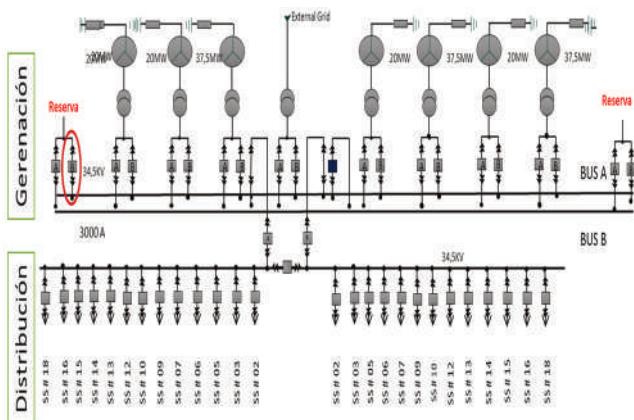 External Grid
20MW
20MW
20MW
37,5MW
20MW
37,5MW
20MW
37,5MW
Gerenación
Reserva
Reserva
A
B
A
B
A
B
A
B
A
B
A
B
A
B
34,5KV
BUS A
3000A
BUS B
34,5KV
Distribución
SS # 18
SS # 16
SS # 15
SS # 14
SS # 13
SS # 12
SS # 10
SS # 09
SS # 07
SS # 06
SS # 05
SS # 03
SS # 02
SS # 02
SS # 03
SS # 05
SS # 06
SS # 07
SS # 09
SS # 10
SS # 12
SS # 13
SS # 14
SS # 15
SS # 16
SS # 18